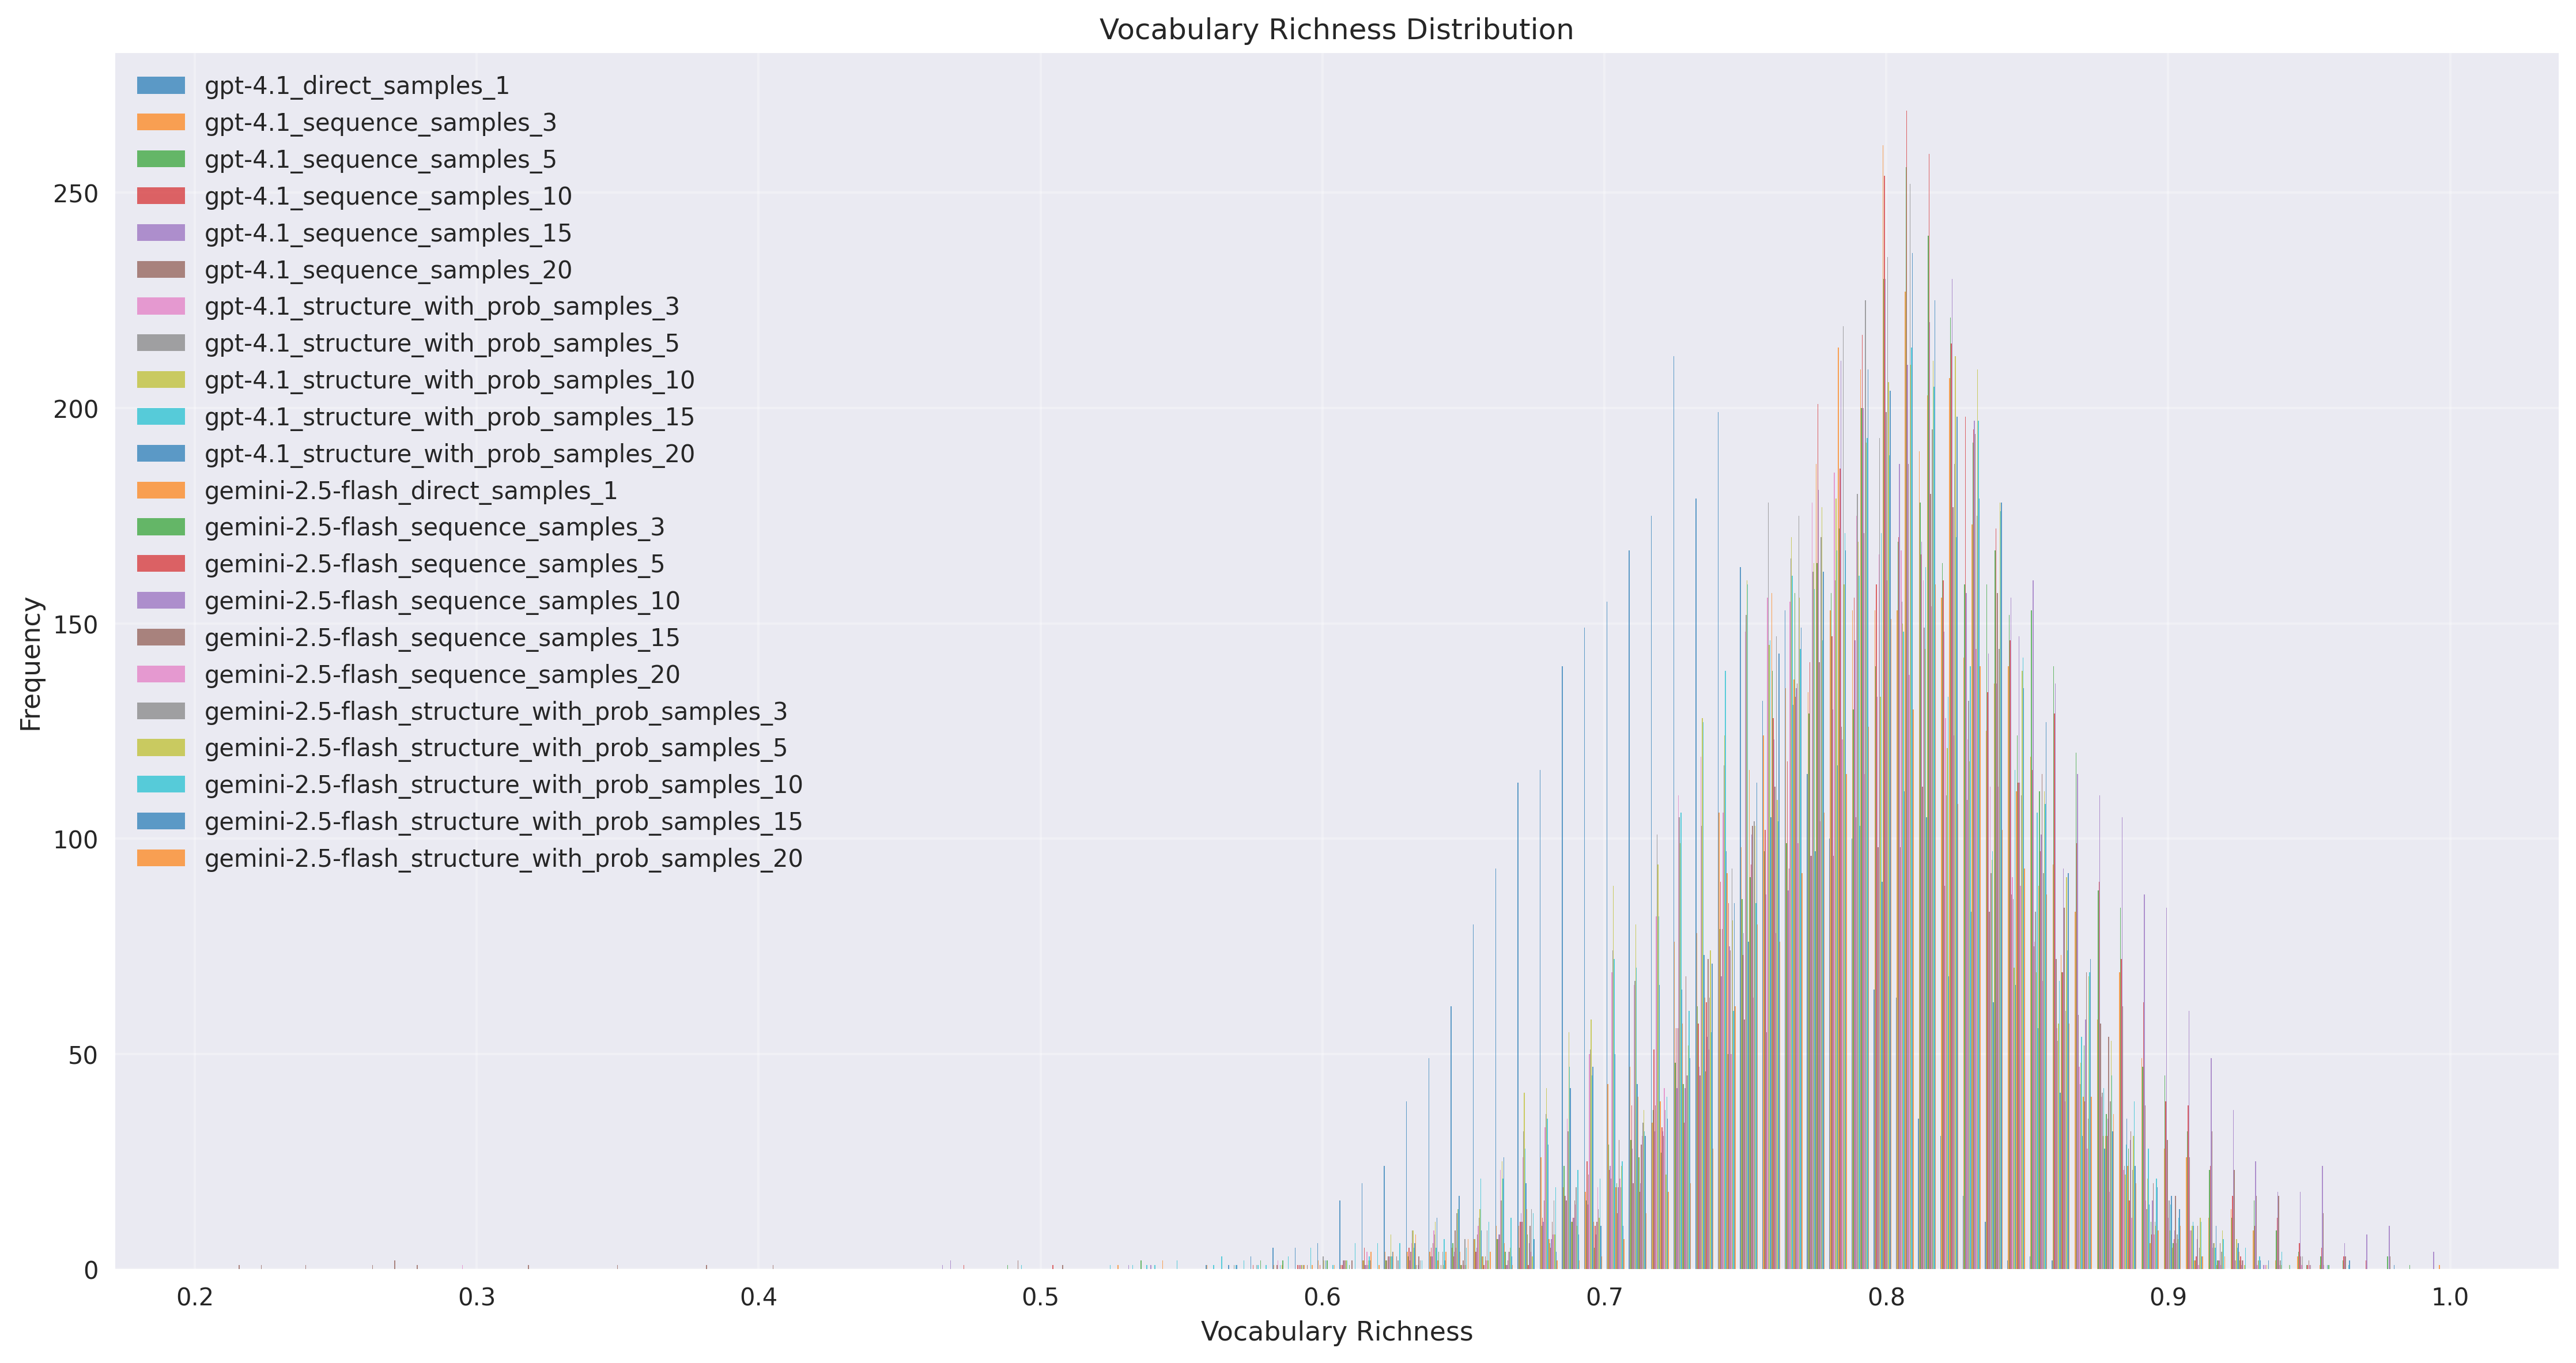 Vocabulary Richness Distribution
gpt-4.1_direct_samples_1
gpt-4.1_sequence_samples_3
gpt-4.1_sequence_samples_5
gpt-4.1_sequence_samples_10
gpt-4.1_sequence_samples_15
gpt-4.1_sequence_samples_20
gpt-4.1_structure_with_prob_samples_3
gpt-4.1_structure_with_prob_samples_5
gpt-4.1_structure_with_prob_samples_10
gpt-4.1_structure_with_prob_samples_15
gpt-4.1_structure_with_prob_samples_20
gemini-2.5-flash_direct_samples_1
gemini-2.5-flash_sequence_samples_3
gemini-2.5-flash_sequence_samples_5
gemini-2.5-flash_sequence_samples_10
gemini-2.5-flash_sequence_samples_15
gemini-2.5-flash_sequence_samples_20
gemini-2.5-flash_structure_with_prob_samples_3
gemini-2.5-flash_structure_with_prob_samples_5
gemini-2.5-flash_structure_with_prob_samples_10
gemini-2.5-flash_structure_with_prob_samples_15
gemini-2.5-flash_structure_with_prob_samples_20
Frequency
250
200
150
100
50
0
0.2 0.3 0.4 0.5 0.6 0.7 0.8 0.9 1.0
Vocabulary Richness